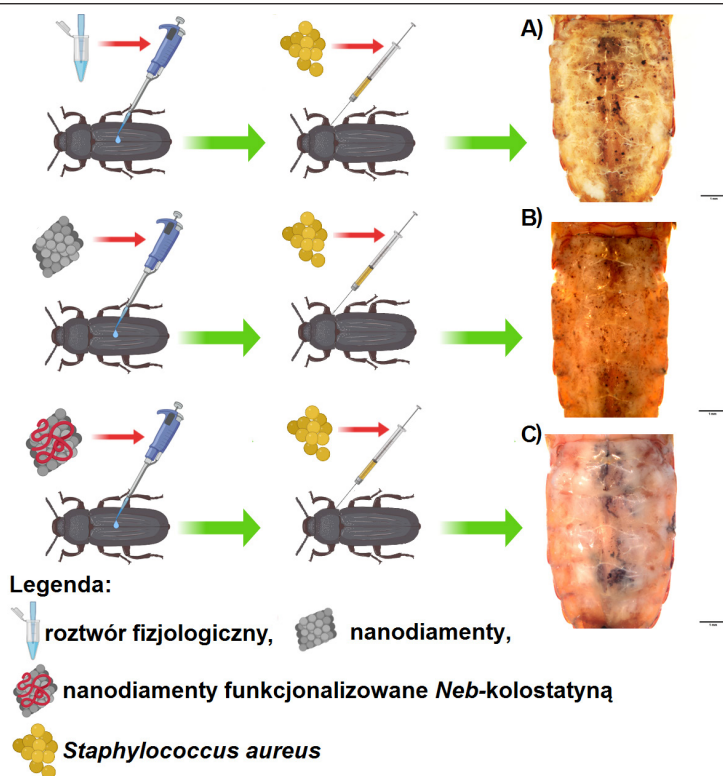 A)
B)
C)
Legenda:
roztwór fizjologiczny, nanodiamenty,
nanodiamenty funkcjonalizowane Neb-kolostatyną
Staphylococcus aureus